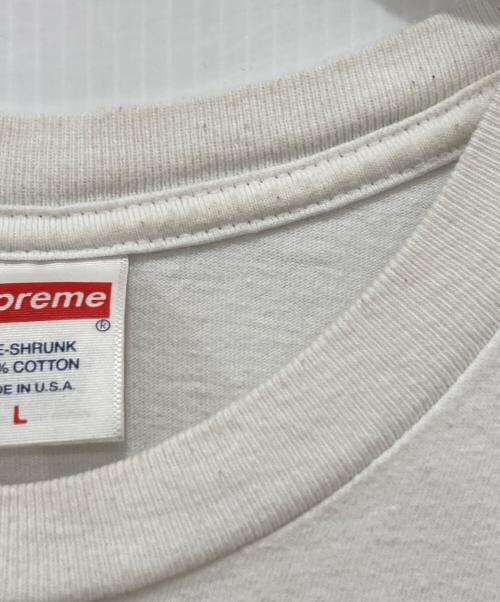 preme
®
E-SHRUNK
% COTTON
DE IN U.S.A.
L